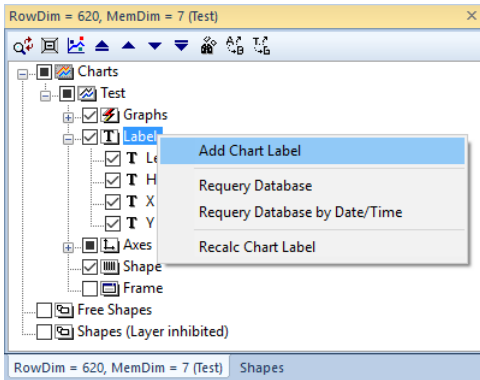 RowDim = 620, MemDim = 7 (Test)
Charts
Test
Graphs
Label
Add Chart Label
Requery Database
Requery Database by Date/Time
Recalc Chart Label
T Le
T H
T X
T Y
Axes
Shape
Frame
Free Shapes
Shapes (Layer inhibited)
RowDim = 620, MemDim = 7 (Test) Shapes